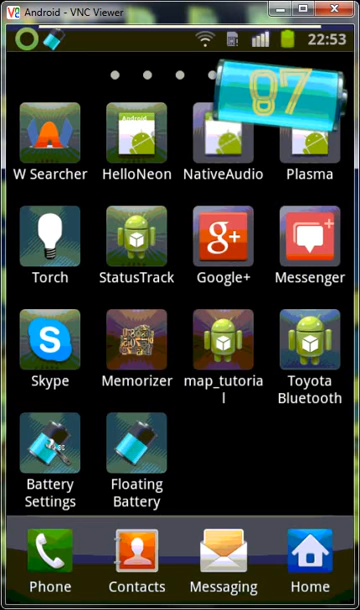 Android - VNC Viewer
22:53
87
W Searcher
HelloNeon
NativeAudio
Plasma
Torch
StatusTrack
Google+
Messenger
Skype
Memorizer
map_tutoria
l
Toyota
Bluetooth
Battery
Settings
Floating
Battery
Phone
Contacts
Messaging
Home